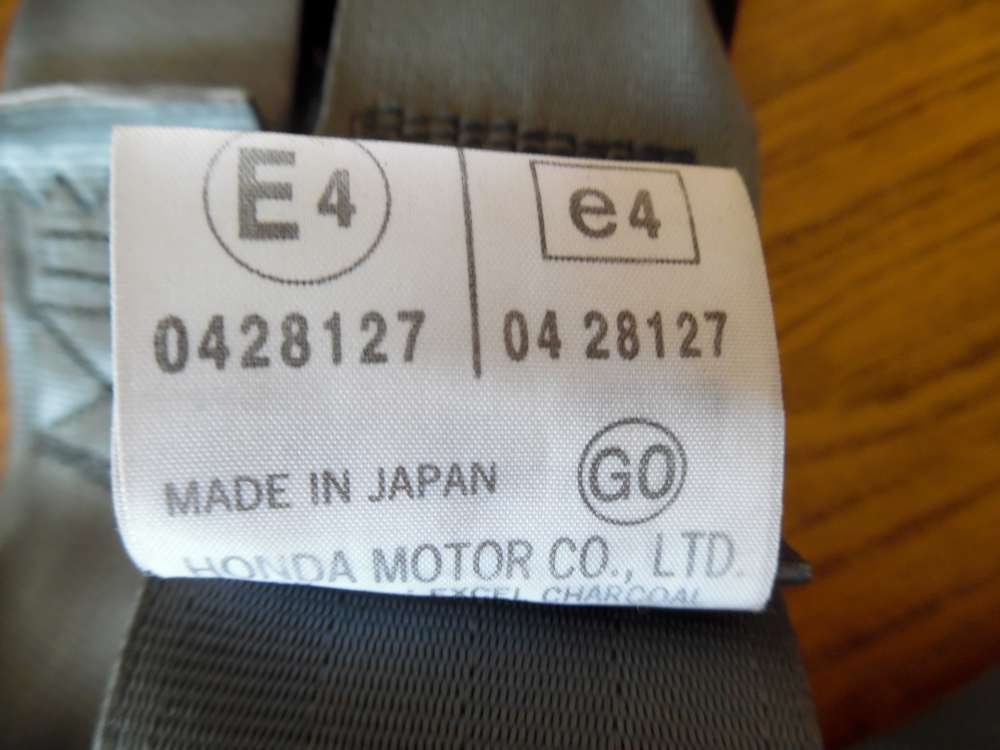 E4 e4
0428127 04 28127
MADE IN JAPAN GO
HONDA MOTOR CO., LTD
EXCEL CHARCOAL